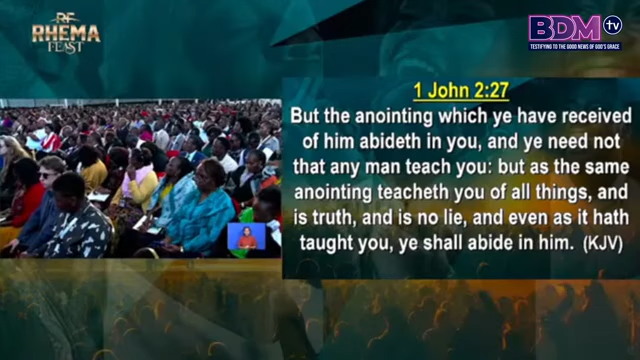 RF
RHEMA
FEAST
BDM tv
TESTIFYING TO THE GOOD NEWS OF GOD'S GRACE
1 John 2:27
But the anointing which ye have received
of him abideth in you, and ye need not
that any man teach you: but as the same
anointing teacheth you of all things, and
is truth, and is no lie, and even as it hath
taught you, ye shall abide in him. (KJV)